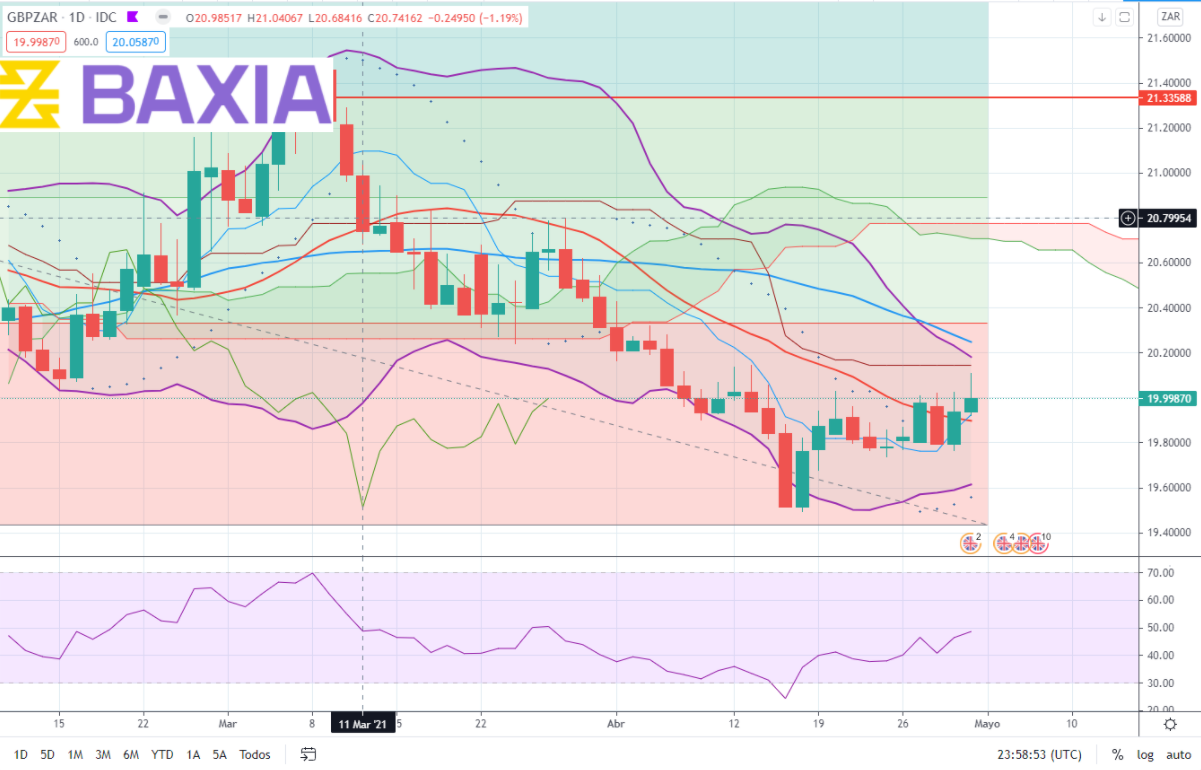 GBPZAR · 1D · IDC O20.98517 H21.04067 L20.68416 C20.74162 −0.24950 (−1.19%)
19.9987⁰ 600.0 20.0587⁰
BAXIA
ZAR
21.60000
21.40000
21.33588
21.20000
21.00000
20.79954
20.60000
20.40000
20.20000
19.99870
19.80000
19.60000
19.40000
2 4 10
70.00
60.00
50.00
40.00
30.00
20.00
15 22 Mar 8 11 Mar '21 5 22 Abr 12 19 26 Mayo 10
1D 5D 1M 3M 6M YTD 1A 5A Todos 23:58:53 (UTC) % log auto